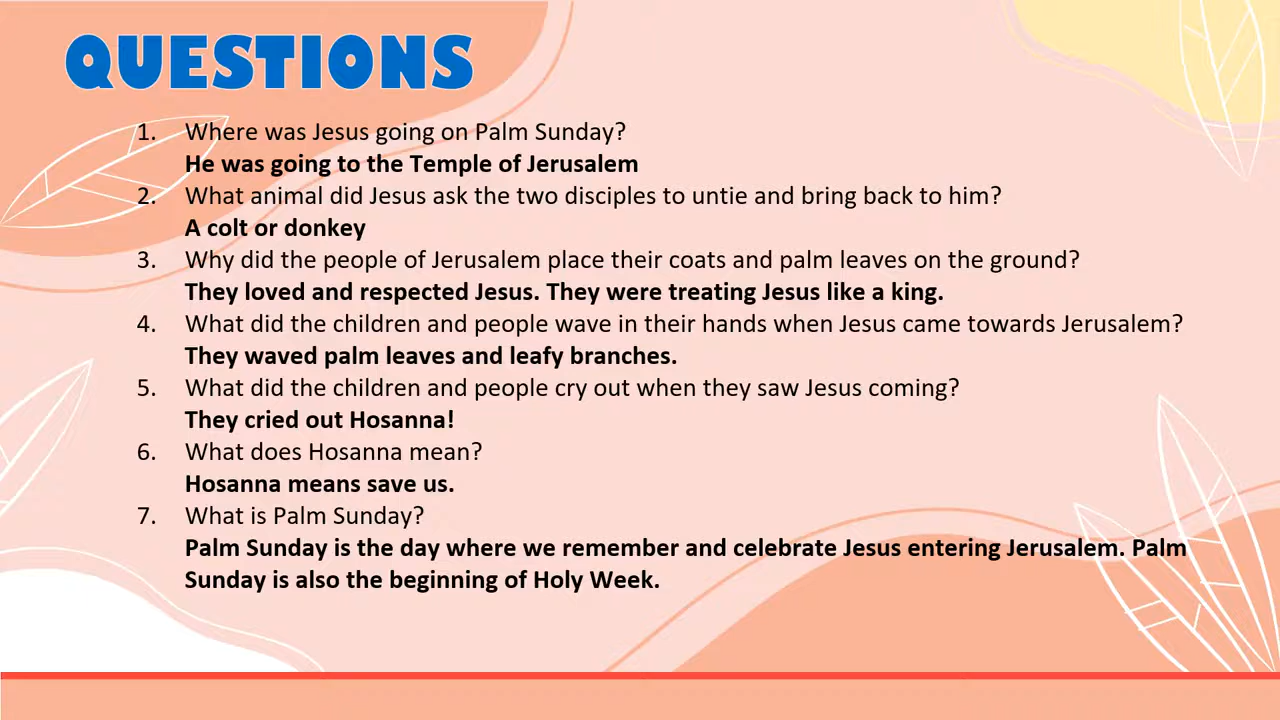 QUESTIONS
1. Where was Jesus going on Palm Sunday?
He was going to the Temple of Jerusalem
2. What animal did Jesus ask the two disciples to untie and bring back to him?
A colt or donkey
3. Why did the people of Jerusalem place their coats and palm leaves on the ground?
They loved and respected Jesus. They were treating Jesus like a king.
4. What did the children and people wave in their hands when Jesus came towards Jerusalem?
They waved palm leaves and leafy branches.
5. What did the children and people cry out when they saw Jesus coming?
They cried out Hosanna!
6. What does Hosanna mean?
Hosanna means save us.
7. What is Palm Sunday?
Palm Sunday is the day where we remember and celebrate Jesus entering Jerusalem. Palm
Sunday is also the beginning of Holy Week.